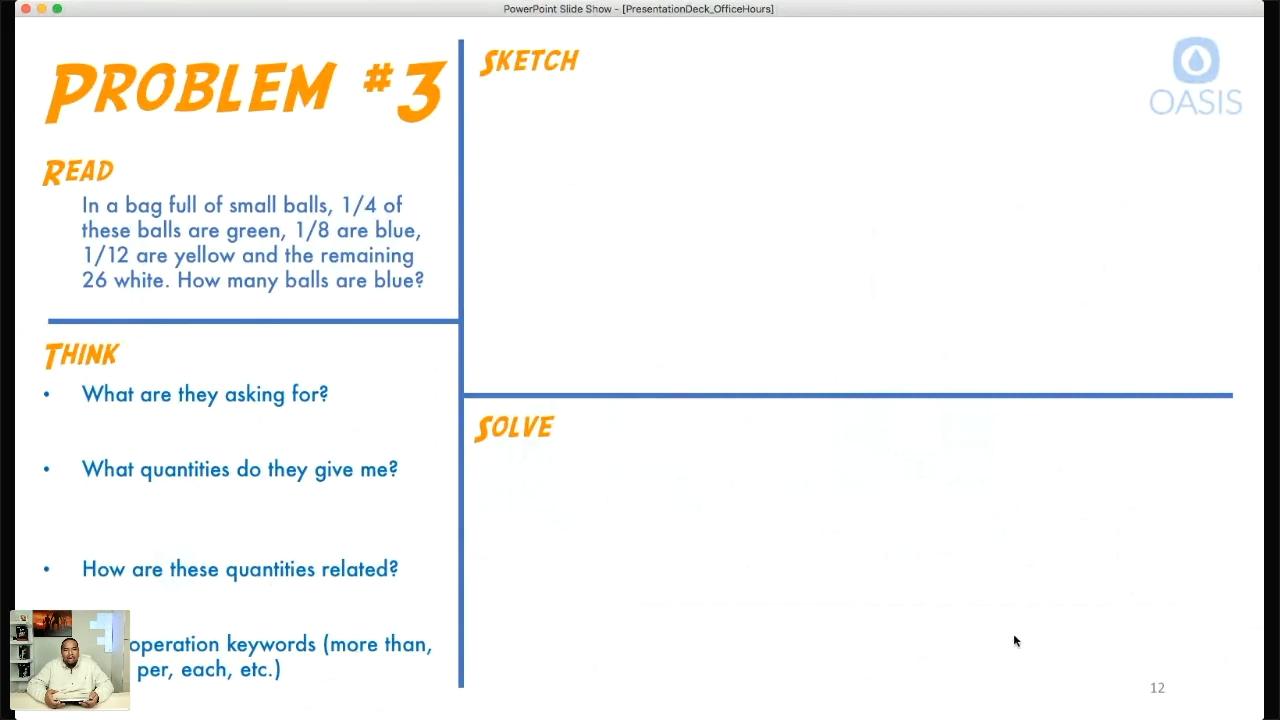 PowerPoint Slide Show - [PresentationDeck_OfficeHours]
PROBLEM #3
READ
In a bag full of small balls, 1/4 of
these balls are green, 1/8 are blue,
1/12 are yellow and the remaining
26 white. How many balls are blue?
THINK
• What are they asking for?
• What quantities do they give me?
• How are these quantities related?
operation keywords (more than,
per, each, etc.)
SKETCH
OASIS
SOLVE
12